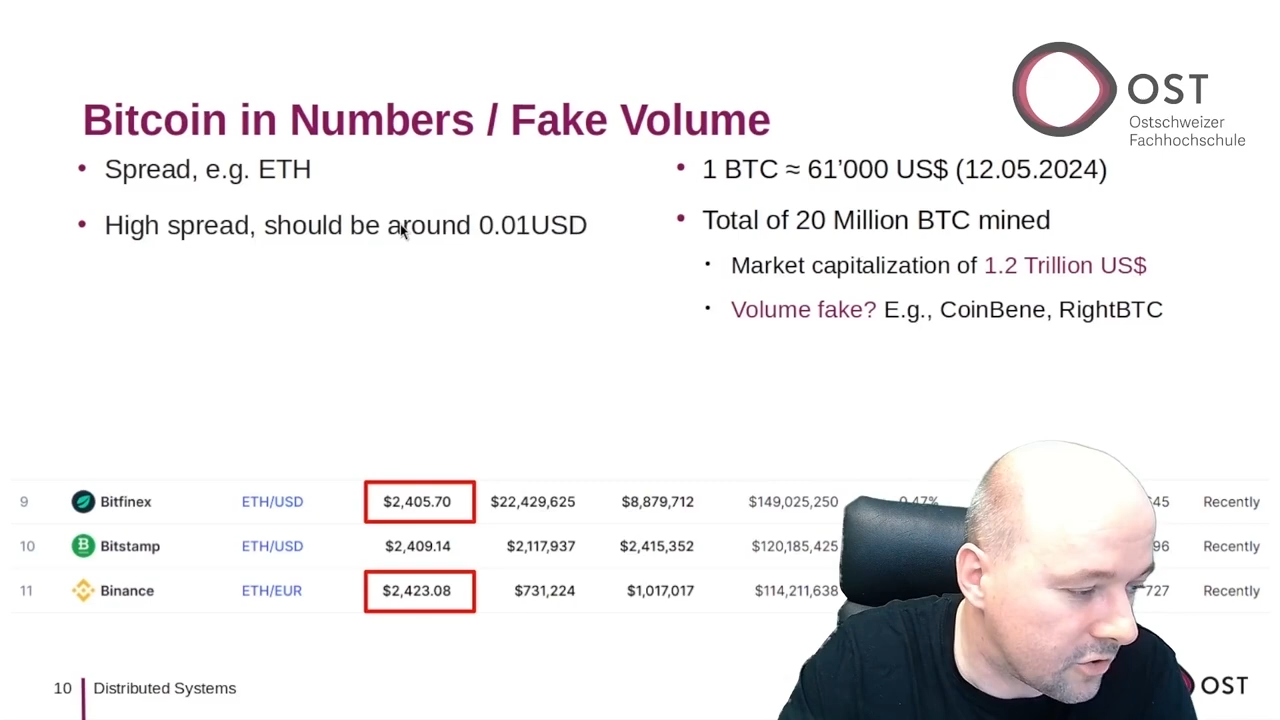 OST
Ostschweizer
Fachhochschule
Bitcoin in Numbers / Fake Volume
• Spread, e.g. ETH
• High spread, should be around 0.01USD
• 1 BTC ≈ 61’000 US$ (12.05.2024)
• Total of 20 Million BTC mined
• Market capitalization of 1.2 Trillion US$
• Volume fake? E.g., CoinBene, RightBTC
9 Bitfinex ETH/USD $2,405.70 $22,429,625 $8,879,712 $149,025,250 Recently
10 Bitstamp ETH/USD $2,409.14 $2,117,937 $2,415,352 $120,185,425 Recently
11 Binance ETH/EUR $2,423.08 $731,224 $1,017,017 $114,211,638 Recently
10 Distributed Systems
OST